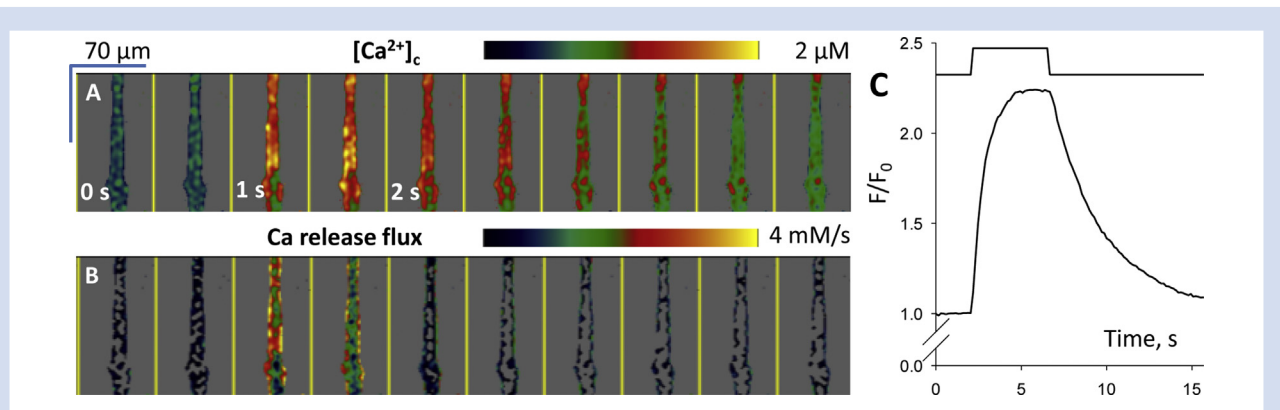 70 µm
[Ca²⁺]c
2 µM
A
0 s
1 s
2 s
Ca release flux
4 mM/s
B
C
2.5
2.0
1.5
1.0
0.0
F/F₀
Time, s
0
5
10
15